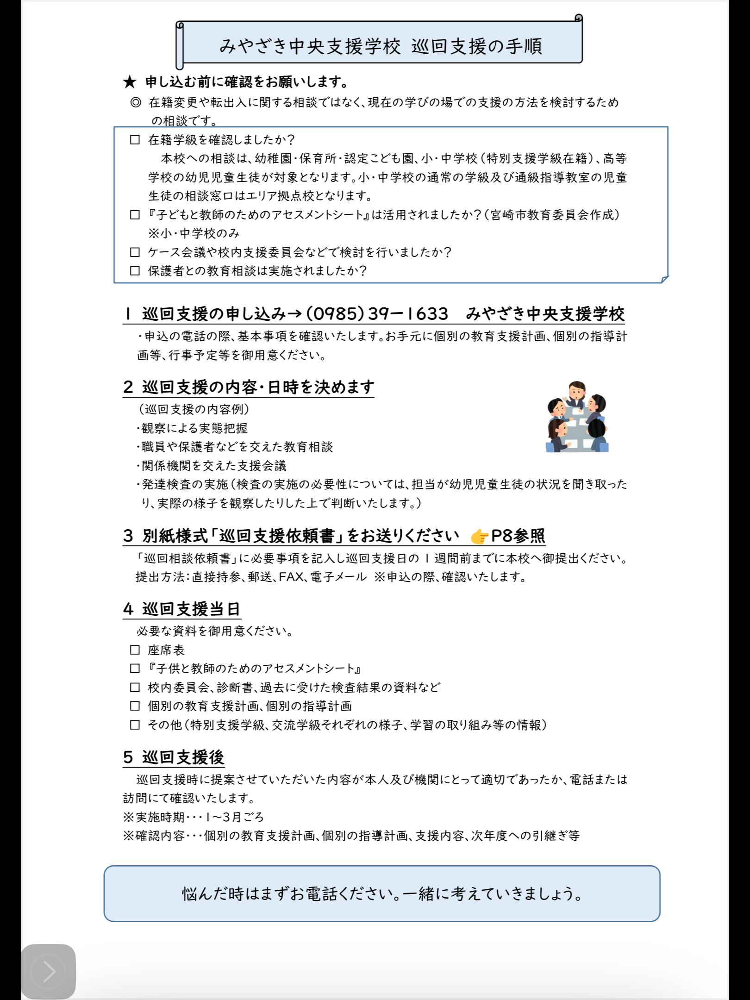 みやざき中央支援学校 巡回支援の手順
★ 申し込む前に確認をお願いします。
◎ 在籍変更や転出入に関する相談ではなく、現在の学びの場での支援の方法を検討するため
の相談です。
□ 在籍学級を確認しましたか？
本校への相談は、幼稚園・保育所・認定こども園、小・中学校（特別支援学級在籍）、高等
学校の幼児児童生徒が対象となります。小・中学校の通常の学級及び通級指導教室の児童
生徒の相談窓口はエリア拠点校となります。
□ 『子どもと教師のためのアセスメントシート』は活用されましたか？（宮崎市教育委員会作成）
※小・中学校のみ
□ ケース会議や校内支援委員会などで検討を行いましたか？
□ 保護者との教育相談は実施されましたか？
1 巡回支援の申し込み→（0985）39－1633　みやざき中央支援学校
・申込の電話の際、基本事項を確認いたします。お手元に個別の教育支援計画、個別の指導計
画等、行事予定等を御用意ください。
2 巡回支援の内容・日時を決めます
（巡回支援の内容例）
・観察による実態把握
・職員や保護者などを交えた教育相談
・関係機関を交えた支援会議
・発達検査の実施（検査の実施の必要性については、担当が幼児児童生徒の状況を聞き取った
り、実際の様子を観察したりした上で判断いたします。）
3 別紙様式「巡回支援依頼書」をお送りください 👉P8参照
「巡回相談依頼書」に必要事項を記入し巡回支援日の1週間前までに本校へ御提出ください。
提出方法：直接持参、郵送、FAX、電子メール ※申込の際、確認いたします。
4 巡回支援当日
必要な資料を御用意ください。
□ 座席表
□ 『子供と教師のためのアセスメントシート』
□ 校内委員会、診断書、過去に受けた検査結果の資料など
□ 個別の教育支援計画、個別の指導計画
□ その他（特別支援学級、交流学級それぞれの様子、学習の取り組み等の情報）
5 巡回支援後
巡回支援時に提案させていただいた内容が本人及び機関にとって適切であったか、電話または
訪問にて確認いたします。
※実施時期・・・1～3月ごろ
※確認内容・・・個別の教育支援計画、個別の指導計画、支援内容、次年度への引継ぎ等
悩んだ時はまずお電話ください。一緒に考えていきましょう。